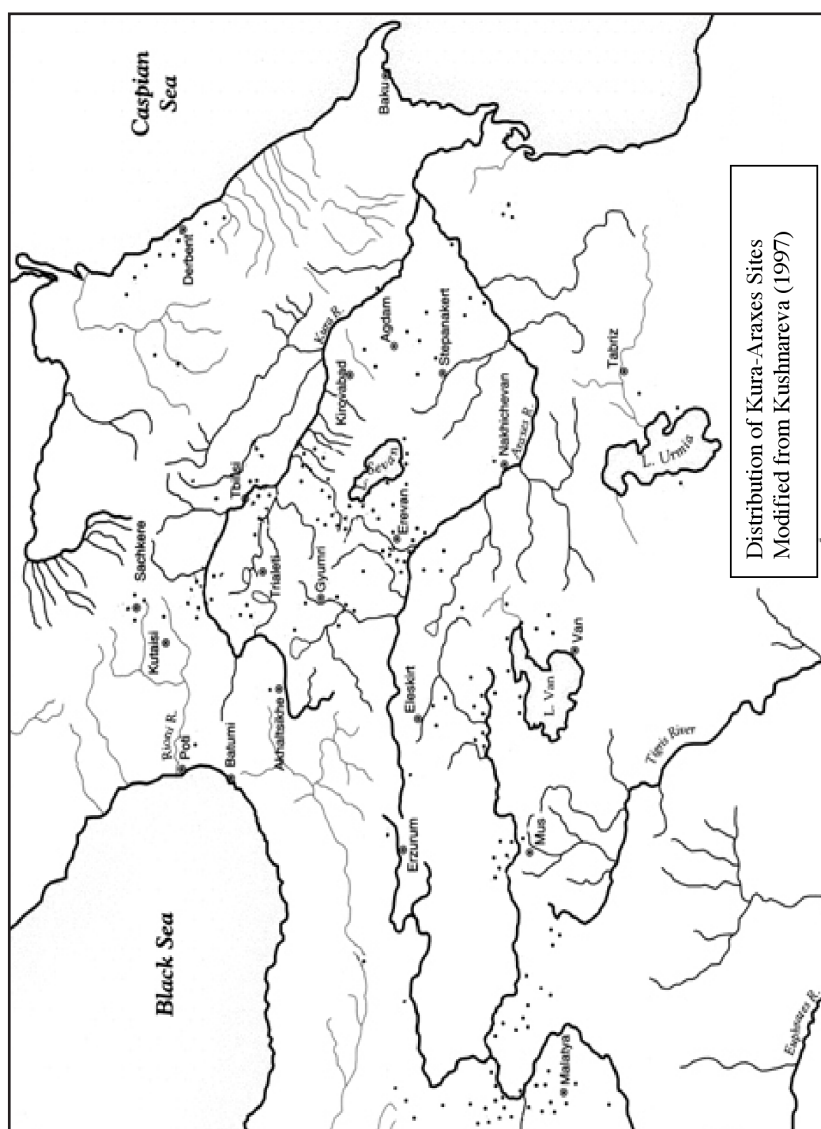 Caspian
Sea
Black Sea
Baku
Derbent
Kura R.
Agdam
Stepanakert
Kirovabad
Tabriz
Nakhichevan
Araxes R.
L. Urmia
L. Sevan
Tbilisi
Erevan
Sachkere
Trialeti
Gyumri
Kutaisi
Rioni R.
Poti
Batumi
Akhaltsikhe
Eleskirt
L. Van
Van
Tigris River
Erzurum
Mus
Malatya
Euphrates R.
Distribution of Kura-Araxes Sites
Modified from Kushnareva (1997)